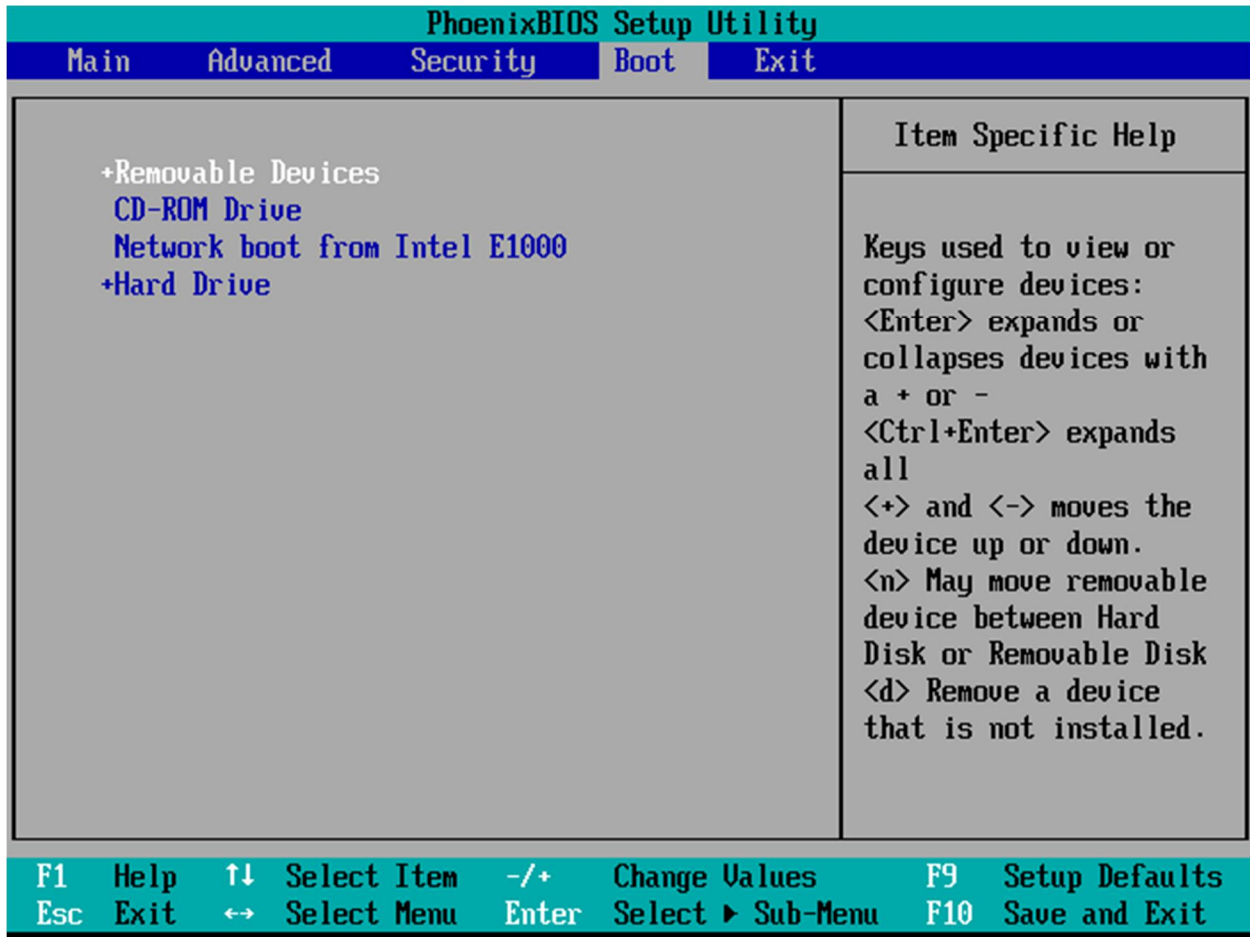 PhoenixBIOS Setup Utility
Main Advanced Security Boot Exit
+Removable Devices
CD-ROM Drive
Network boot from Intel E1000
+Hard Drive
Item Specific Help
Keys used to view or
configure devices:
<Enter> expands or
collapses devices with
a + or -
<Ctrl+Enter> expands
all
<+> and <-> moves the
device up or down.
<n> May move removable
device between Hard
Disk or Removable Disk
<d> Remove a device
that is not installed.
F1 Help ↑↓ Select Item -/+ Change Values F9 Setup Defaults
Esc Exit ↔ Select Menu Enter Select ▶ Sub-Menu F10 Save and Exit